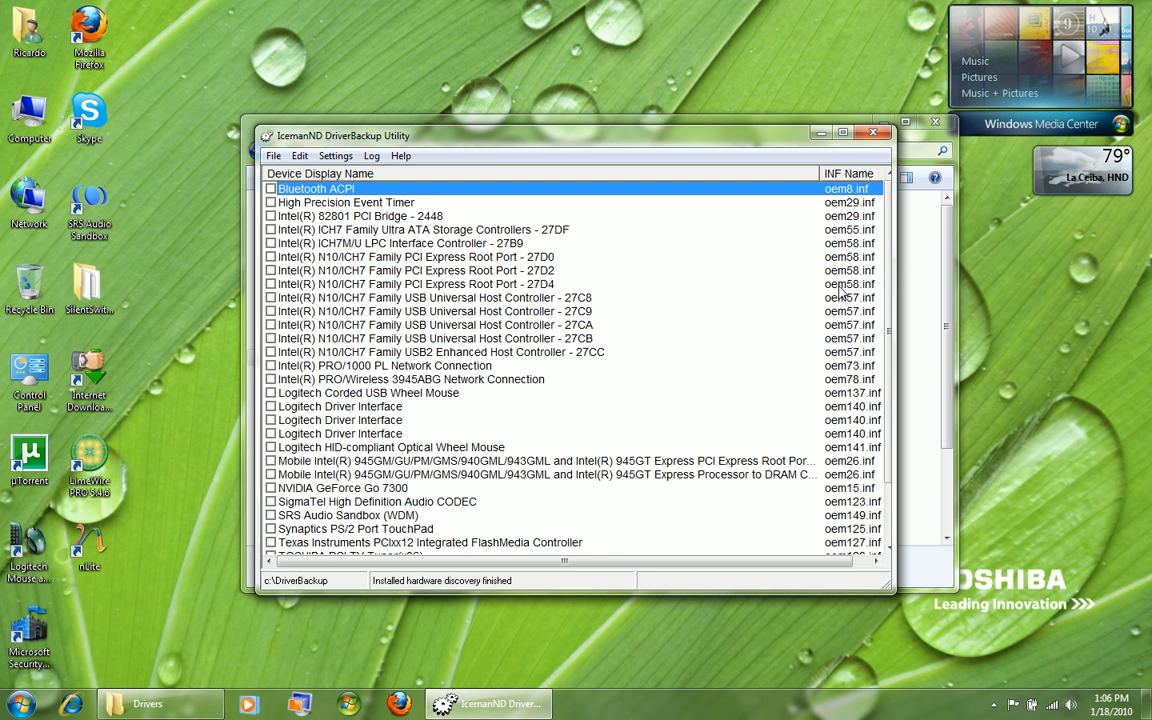 Ricardo
Mozilla
Firefox
Computer
Skype
Network
SRS Audio
Sandbox
Recycle Bin
SilentSwit...
Control
Panel
Internet
Downloa...
µTorrent
LimeWire
PRO 5.4.6
Logitech
Mouse a...
nLite
Microsoft
Security...
Music
Pictures
Music + Pictures
Windows Media Center
79°
La Ceiba, HND
IcemanND DriverBackup Utility
File Edit Settings Log Help
Device Display Name INF Name
Bluetooth ACPI oem8.inf
High Precision Event Timer oem29.inf
Intel(R) 82801 PCI Bridge - 2448 oem29.inf
Intel(R) ICH7 Family Ultra ATA Storage Controllers - 27DF oem55.inf
Intel(R) ICH7M/U LPC Interface Controller - 27B9 oem58.inf
Intel(R) N10/ICH7 Family PCI Express Root Port - 27D0 oem58.inf
Intel(R) N10/ICH7 Family PCI Express Root Port - 27D2 oem58.inf
Intel(R) N10/ICH7 Family PCI Express Root Port - 27D4 oem58.inf
Intel(R) N10/ICH7 Family USB Universal Host Controller - 27C8 oem57.inf
Intel(R) N10/ICH7 Family USB Universal Host Controller - 27C9 oem57.inf
Intel(R) N10/ICH7 Family USB Universal Host Controller - 27CA oem57.inf
Intel(R) N10/ICH7 Family USB Universal Host Controller - 27CB oem57.inf
Intel(R) N10/ICH7 Family USB2 Enhanced Host Controller - 27CC oem57.inf
Intel(R) PRO/1000 PL Network Connection oem73.inf
Intel(R) PRO/Wireless 3945ABG Network Connection oem78.inf
Logitech Corded USB Wheel Mouse oem137.inf
Logitech Driver Interface oem140.inf
Logitech Driver Interface oem140.inf
Logitech Driver Interface oem140.inf
Logitech HID-compliant Optical Wheel Mouse oem141.inf
Mobile Intel(R) 945GM/GU/PM/GMS/940GML/943GML and Intel(R) 945GT Express PCI Express Root Por... oem26.inf
Mobile Intel(R) 945GM/GU/PM/GMS/940GML/943GML and Intel(R) 945GT Express Processor to DRAM C... oem26.inf
NVIDIA GeForce Go 7300 oem15.inf
SigmaTel High Definition Audio CODEC oem123.inf
SRS Audio Sandbox (WDM) oem149.inf
Synaptics PS/2 Port TouchPad oem125.inf
Texas Instruments PCIxx12 Integrated FlashMedia Controller oem127.inf
c:\DriverBackup Installed hardware discovery finished
OSHIBA
Leading Innovation >>>
Drivers
IcemanND Driver...
1:06 PM
1/18/2010